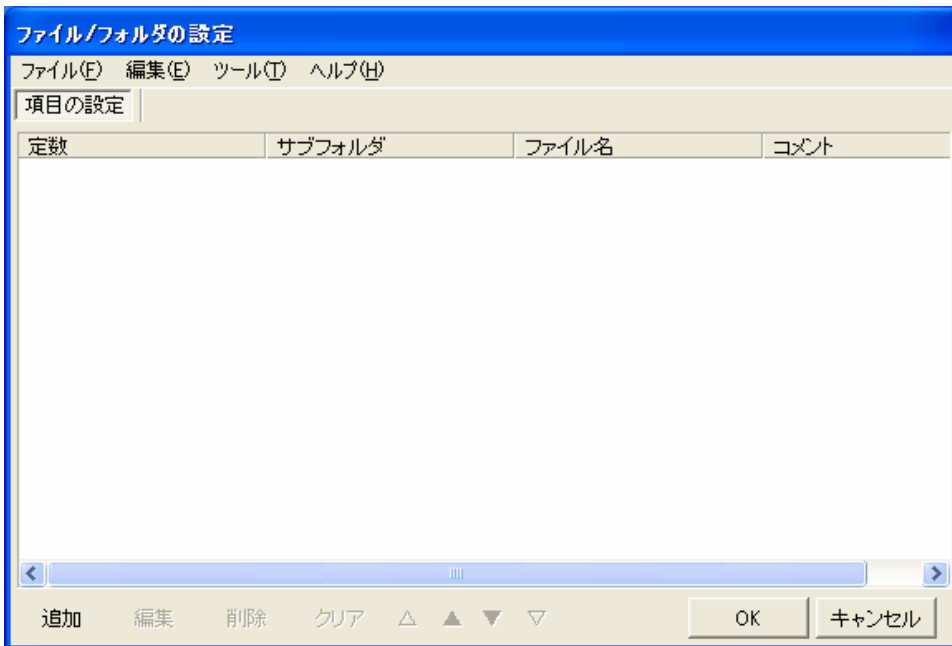 ファイル/フォルダの設定
ファイル(F) 編集(E) ツール(T) ヘルプ(H)
項目の設定
定数 サブフォルダ ファイル名 コメント
追加 編集 削除 クリア △ ▲ ▼ ▽ OK キャンセル